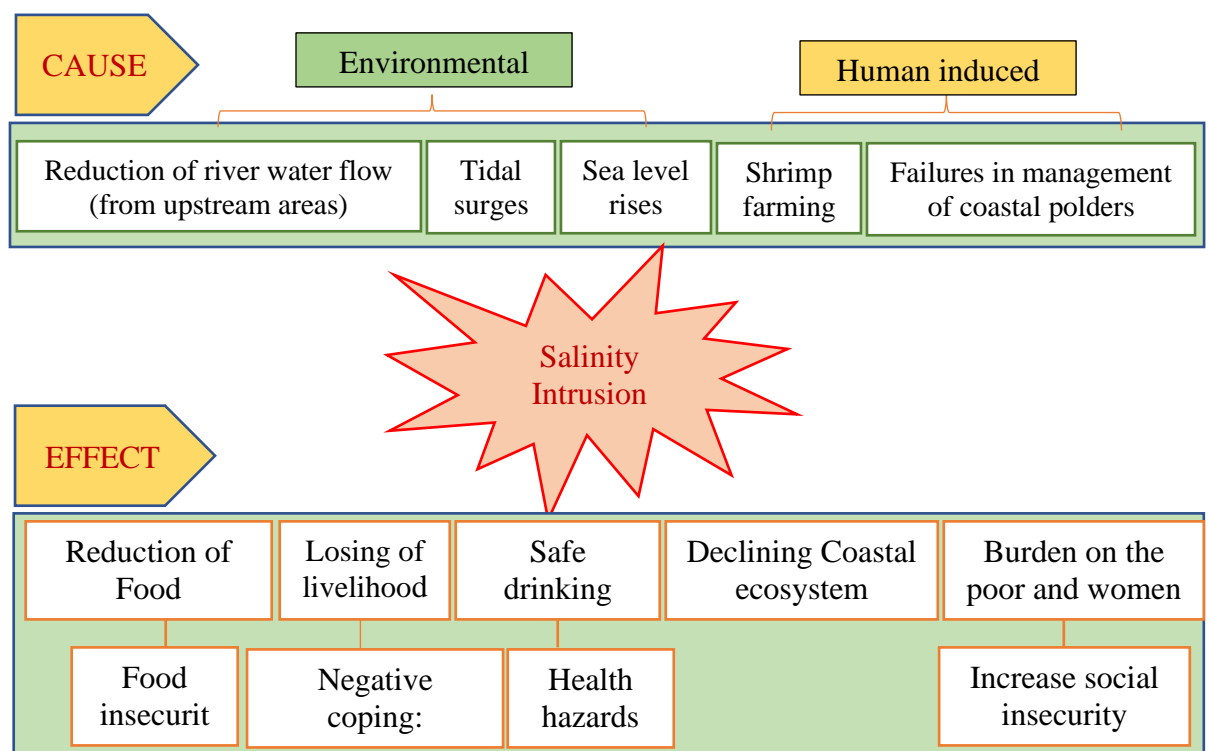 CAUSE
Environmental
Human induced
Reduction of river water flow
(from upstream areas)
Tidal
surges
Sea level
rises
Shrimp
farming
Failures in management
of coastal polders
Salinity
Intrusion
EFFECT
Reduction of
Food
Losing of
livelihood
Safe
drinking
Declining Coastal
ecosystem
Burden on the
poor and women
Food
insecurit
Negative
coping:
Health
hazards
Increase social
insecurity